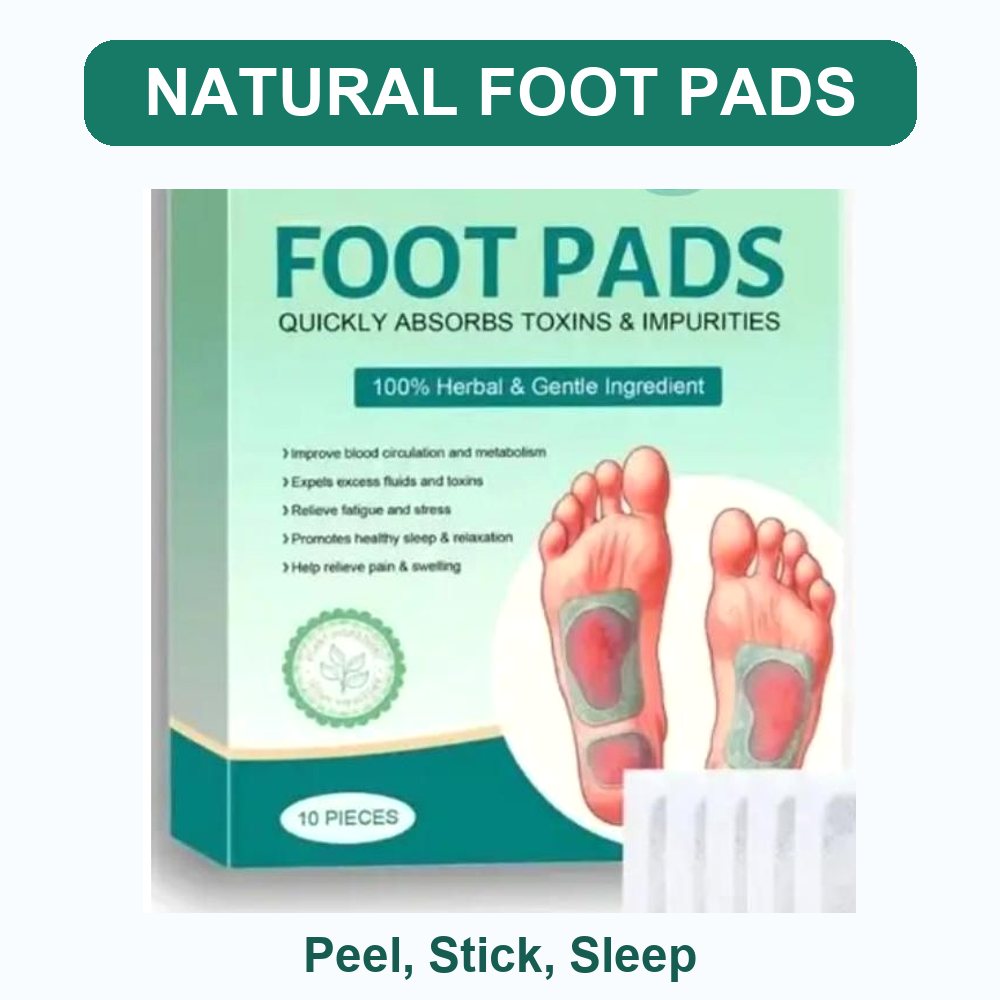 NATURAL FOOT PADS
FOOT PADS
QUICKLY ABSORBS TOXINS & IMPURITIES
100% Herbal & Gentle Ingredient
Improve blood circulation and metabolism
Expels excess fluids and toxins
Relieve fatigue and stress
Promotes healthy sleep & relaxation
Help relieve pain & swelling
10 PIECES
Peel, Stick, Sleep